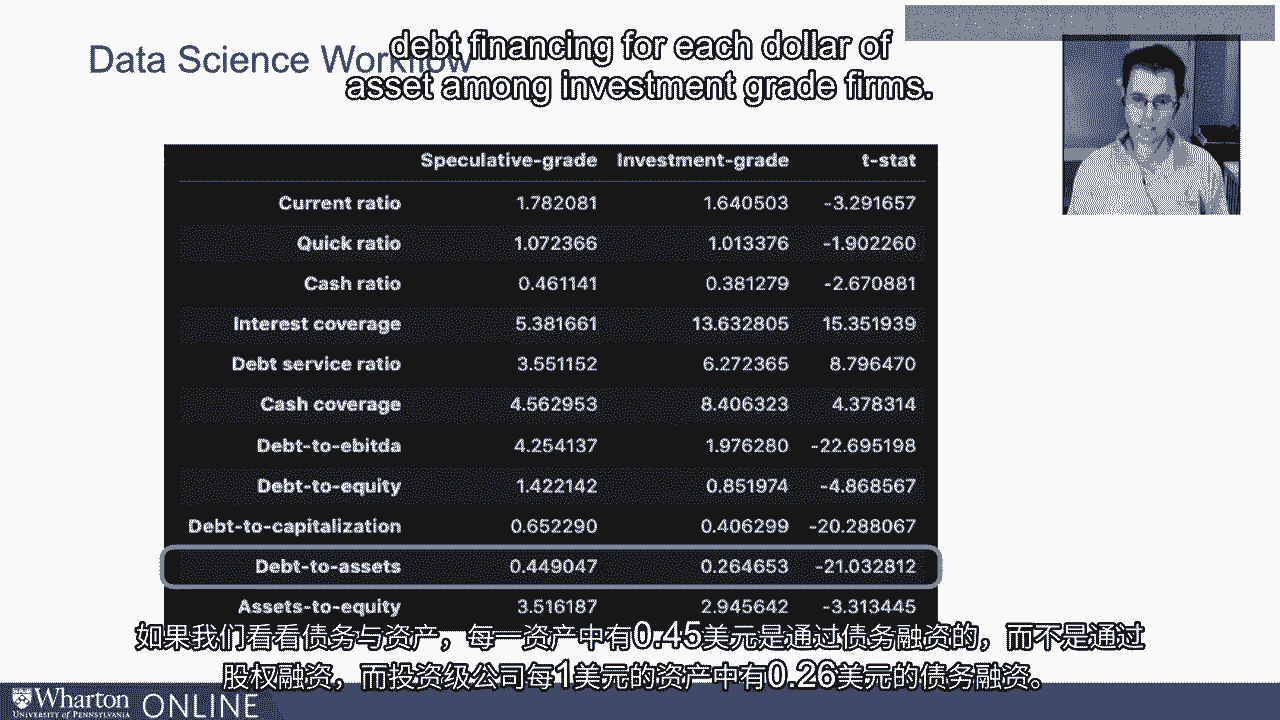 debt financing for each dollar of
Data Science Workflow
asset among investment grade firms.
Speculative-grade Investment-grade t-stat
Current ratio 1.782081 1.640503 -3.291657
Quick ratio 1.072366 1.013376 -1.902260
Cash ratio 0.461141 0.381279 -2.670881
Interest coverage 5.381661 13.632805 15.351939
Debt service ratio 3.551152 6.272365 8.796470
Cash coverage 4.562953 8.406323 4.378314
Debt-to-ebitda 4.254137 1.976280 -22.695198
Debt-to-equity 1.422142 0.851974 -4.868567
Debt-to-capitalization 0.652290 0.406299 -20.288067
Debt-to-assets 0.449047 0.264653 -21.032812
Assets-to-equity 3.516187 2.945642 -3.313445
如果我们看看债务与资产，每一资产中有0.45美元是通过债务融资的，而不是通过
股权融资，而投资级公司每1美元的资产中有0.26美元的债务融资。
Wharton ONLINE
UNIVERSITY of PENNSYLVANIA